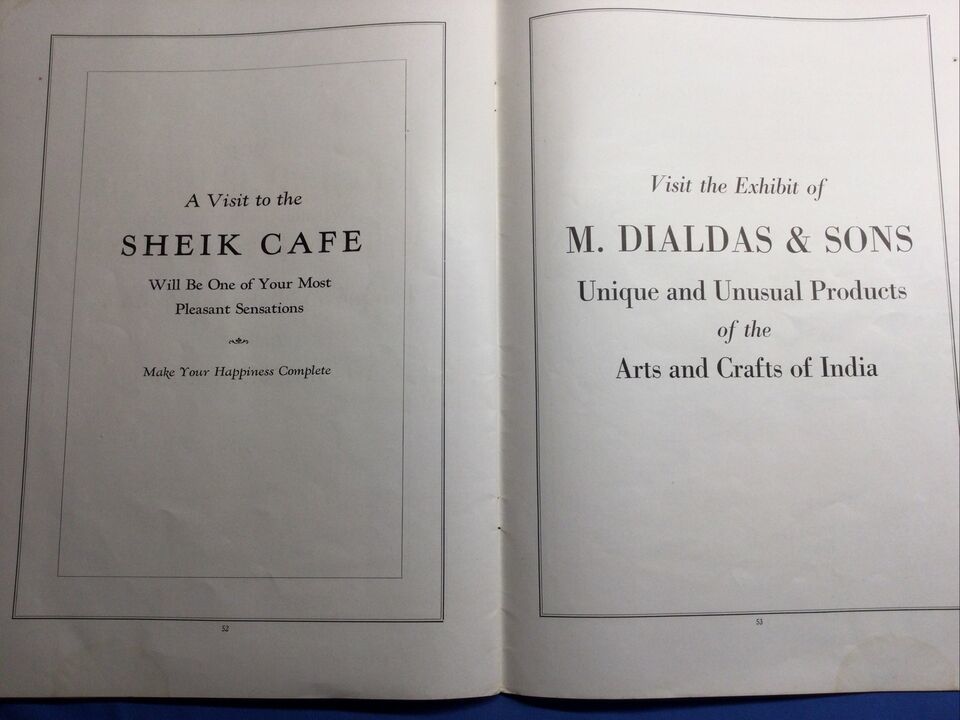 A Visit to the
SHEIK CAFE
Will Be One of Your Most
Pleasant Sensations
Make Your Happiness Complete
52
Visit the Exhibit of
M. DIALDAS & SONS
Unique and Unusual Products
of the
Arts and Crafts of India
53